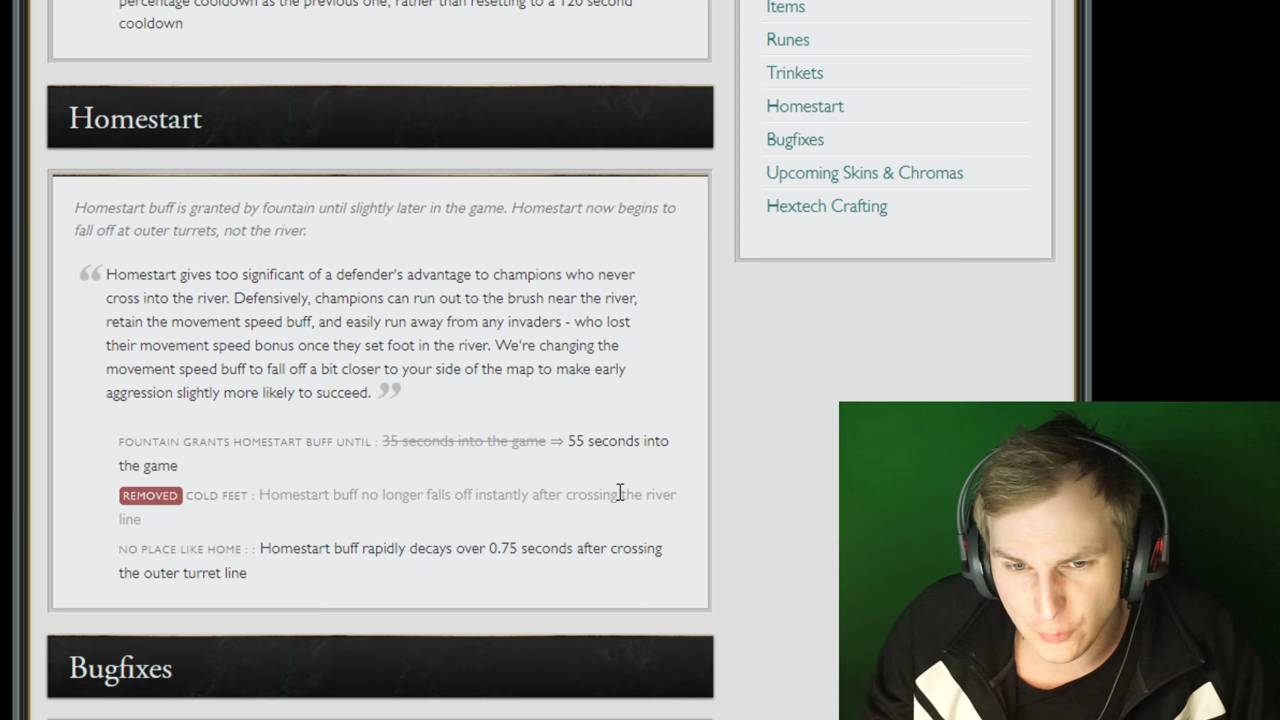 percentage cooldown as the previous one, rather than resetting to a 120 second
cooldown
Homestart
Homestart buff is granted by fountain until slightly later in the game. Homestart now begins to
fall off at outer turrets, not the river.
“ Homestart gives too significant of a defender's advantage to champions who never
cross into the river. Defensively, champions can run out to the brush near the river,
retain the movement speed buff, and easily run away from any invaders - who lost
their movement speed bonus once they set foot in the river. We're changing the
movement speed buff to fall off a bit closer to your side of the map to make early
aggression slightly more likely to succeed. ”
FOUNTAIN GRANTS HOMESTART BUFF UNTIL : 35 seconds into the game ⇒ 55 seconds into
the game
REMOVED COLD FEET : Homestart buff no longer falls off instantly after crossing the river
line
NO PLACE LIKE HOME : : Homestart buff rapidly decays over 0.75 seconds after crossing
the outer turret line
Bugfixes
Items
Runes
Trinkets
Homestart
Bugfixes
Upcoming Skins & Chromas
Hextech Crafting